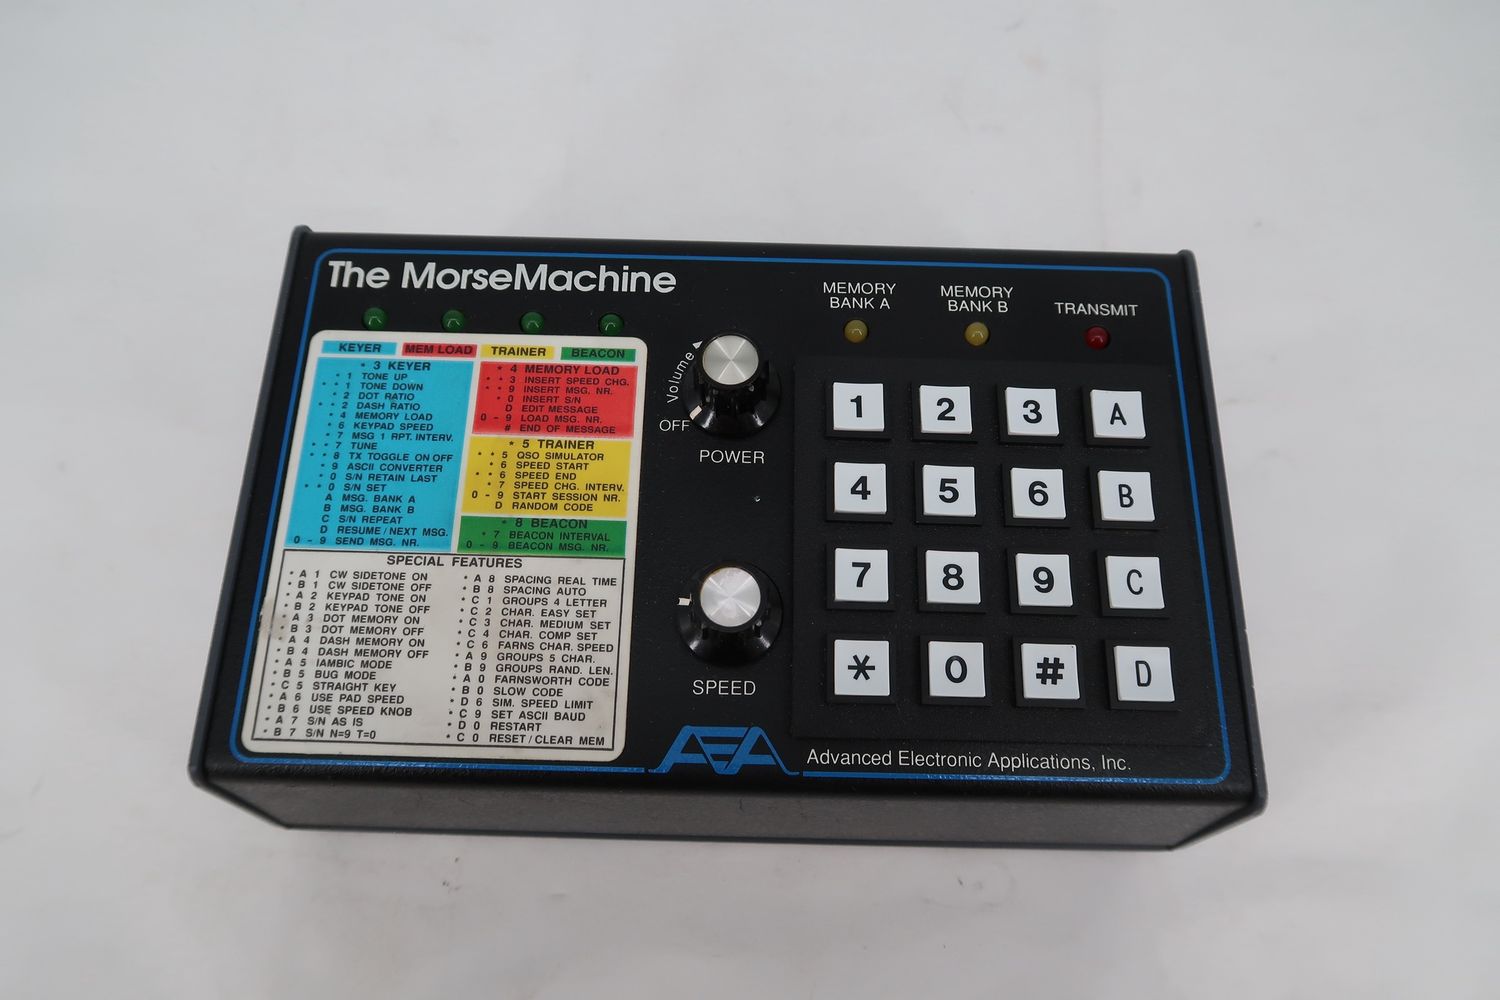 The MorseMachine
MEMORY BANK A
MEMORY BANK B
TRANSMIT
KEYER MEM LOAD TRAINER BEACON
* 3 KEYER
* * 1 TONE UP
* * 1 TONE DOWN
* 2 DOT RATIO
* * 2 DASH RATIO
* 4 MEMORY LOAD
* 6 KEYPAD SPEED
* 7 MSG 1 RPT. INTERV.
* * 7 TUNE
* * 8 TX TOGGLE ON OFF
* 9 ASCII CONVERTER
* 0 S/N RETAIN LAST
* * 0 S/N SET
A MSG. BANK A
B MSG. BANK B
C S/N REPEAT
D RESUME / NEXT MSG.
0 - 9 SEND MSG. NR.
* 4 MEMORY LOAD
* * 3 INSERT SPEED CHG.
* * 9 INSERT MSG. NR.
* 0 INSERT S/N
D EDIT MESSAGE
0 - 9 LOAD MSG. NR.
# END OF MESSAGE
* 5 TRAINER
* * 5 QSO SIMULATOR
* 6 SPEED START
* * 6 SPEED END
* 7 SPEED CHG. INTERV.
0 - 9 START SESSION NR.
D RANDOM CODE
* 8 BEACON
* 7 BEACON INTERVAL
0 - 9 BEACON MSG. NR.
SPECIAL FEATURES
* A 1 CW SIDETONE ON
* B 1 CW SIDETONE OFF
* A 2 KEYPAD TONE ON
* B 2 KEYPAD TONE OFF
* A 3 DOT MEMORY ON
* B 3 DOT MEMORY OFF
* A 4 DASH MEMORY ON
* B 4 DASH MEMORY OFF
* A 5 IAMBIC MODE
* B 5 BUG MODE
* C 5 STRAIGHT KEY
* A 6 USE PAD SPEED
* B 6 USE SPEED KNOB
* A 7 S/N AS IS
* B 7 S/N N=9 T=0
* A 8 SPACING REAL TIME
* B 8 SPACING AUTO
* C 1 GROUPS 4 LETTER
* C 2 CHAR. EASY SET
* C 3 CHAR. MEDIUM SET
* C 4 CHAR. COMP SET
* C 6 FARNS CHAR. SPEED
* A 9 GROUPS 5 CHAR.
* B 9 GROUPS RAND. LEN.
* A 0 FARNSWORTH CODE
* B 0 SLOW CODE
* D 6 SIM. SPEED LIMIT
* C 9 SET ASCII BAUD
* D 0 RESTART
* C 0 RESET / CLEAR MEM
Volume
OFF
POWER
SPEED
1 2 3 A
4 5 6 B
7 8 9 C
* 0 # D
AEA
Advanced Electronic Applications, Inc.